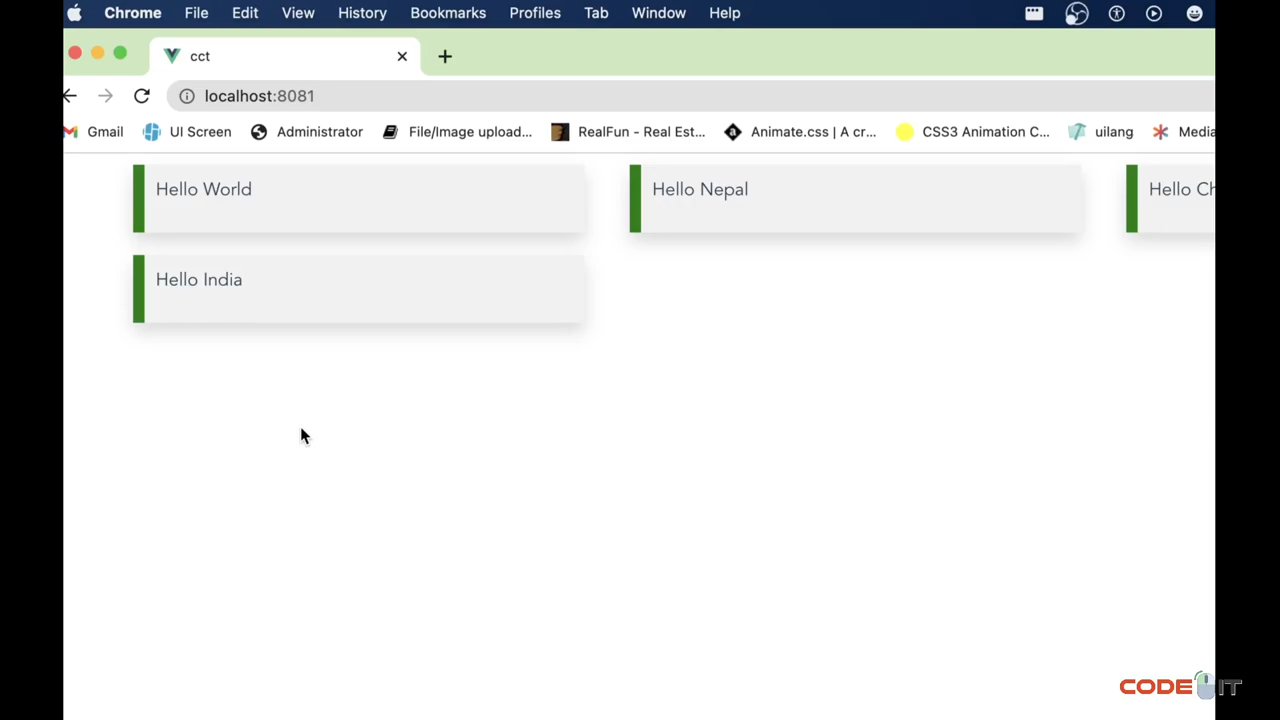 Chrome File Edit View History Bookmarks Profiles Tab Window Help
cct
localhost:8081
Gmail UI Screen Administrator File/Image upload... RealFun - Real Est... Animate.css | A cr... CSS3 Animation C... uilang Media
Hello World Hello Nepal Hello Ch
Hello India
CODE IT